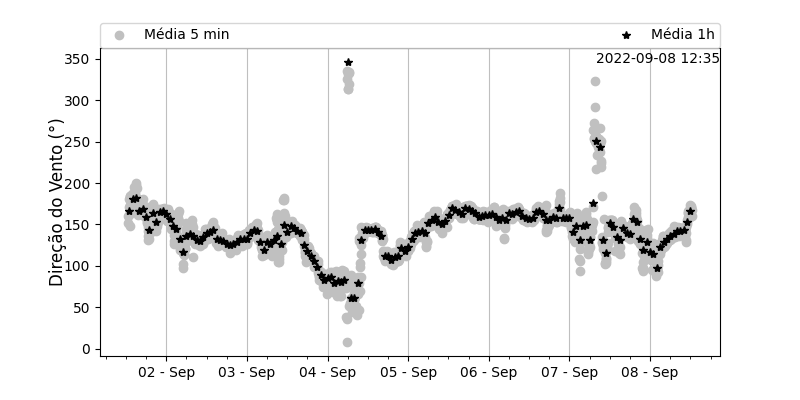 Média 5 min
Média 1h
2022-09-08 12:35
Direção do Vento (°)
350
300
250
200
150
100
50
0
02 - Sep
03 - Sep
04 - Sep
05 - Sep
06 - Sep
07 - Sep
08 - Sep